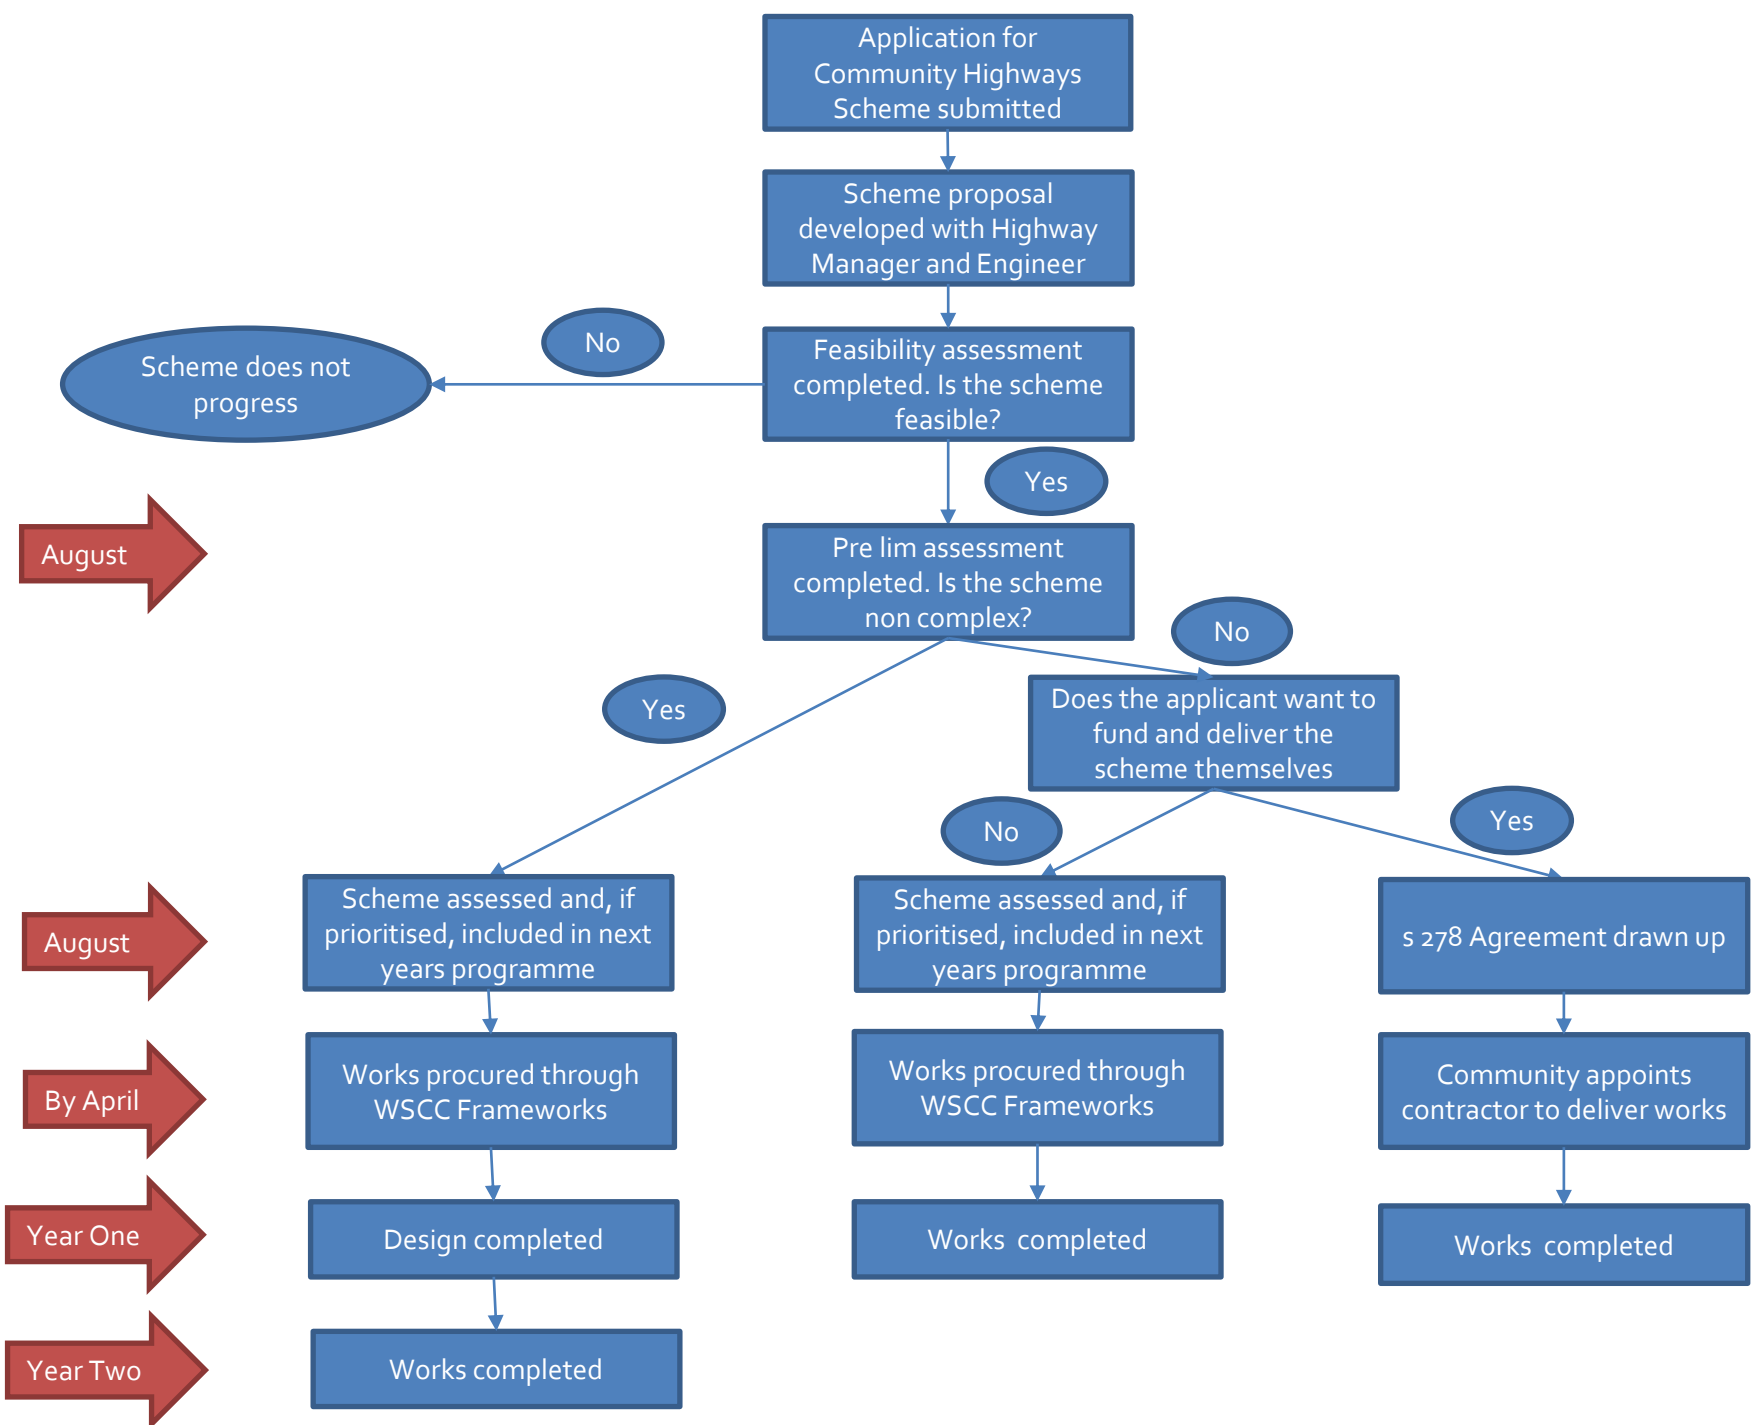 Application for
Community Highways
Scheme submitted
Scheme proposal
developed with Highway
Manager and Engineer
No
Scheme does not
progress
Feasibility assessment
completed. Is the scheme
feasible?
Yes
August
Pre lim assessment
completed. Is the scheme
non complex?
No
Yes
Does the applicant want to
fund and deliver the
scheme themselves
No
Yes
August
Scheme assessed and, if
prioritised, included in next
years programme
Scheme assessed and, if
prioritised, included in next
years programme
s 278 Agreement drawn up
By April
Works procured through
WSCC Frameworks
Works procured through
WSCC Frameworks
Community appoints
contractor to deliver works
Year One
Design completed
Works completed
Works completed
Year Two
Works completed